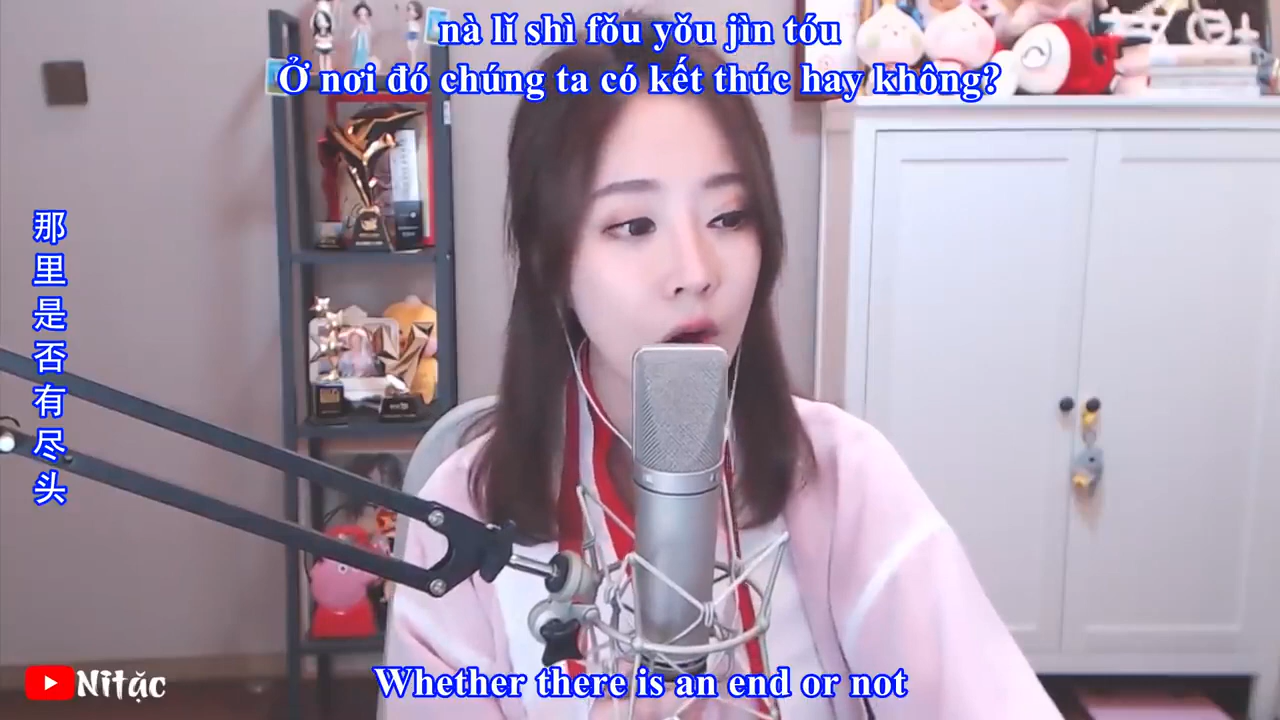 nà lǐ shì fǒu yǒu jìn tóu
Ở nơi đó chúng ta có kết thúc hay không?
那里是否有尽头
Whether there is an end or not
Nitặc